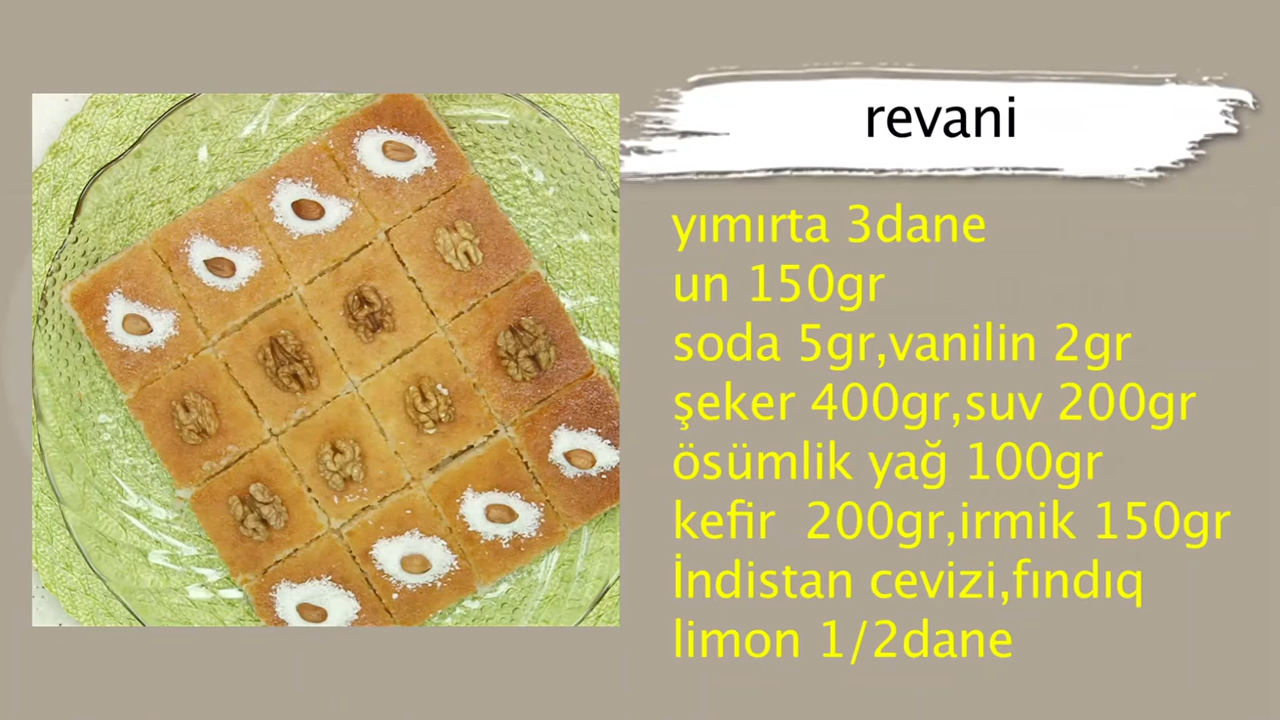 revani
yımırta 3dane
un 150gr
soda 5gr,vanilin 2gr
şeker 400gr,suv 200gr
ösümlik yağ 100gr
kefir  200gr,irmik 150gr
İndistan cevizi,fındıq
limon 1/2dane